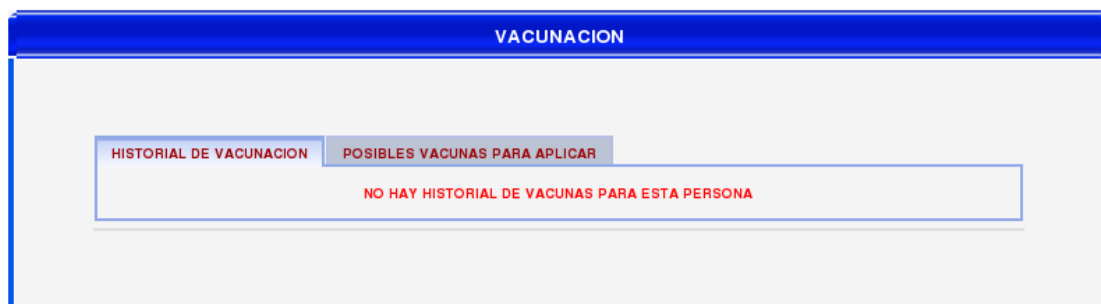 VACUNACION
HISTORIAL DE VACUNACION POSIBLES VACUNAS PARA APLICAR
NO HAY HISTORIAL DE VACUNAS PARA ESTA PERSONA